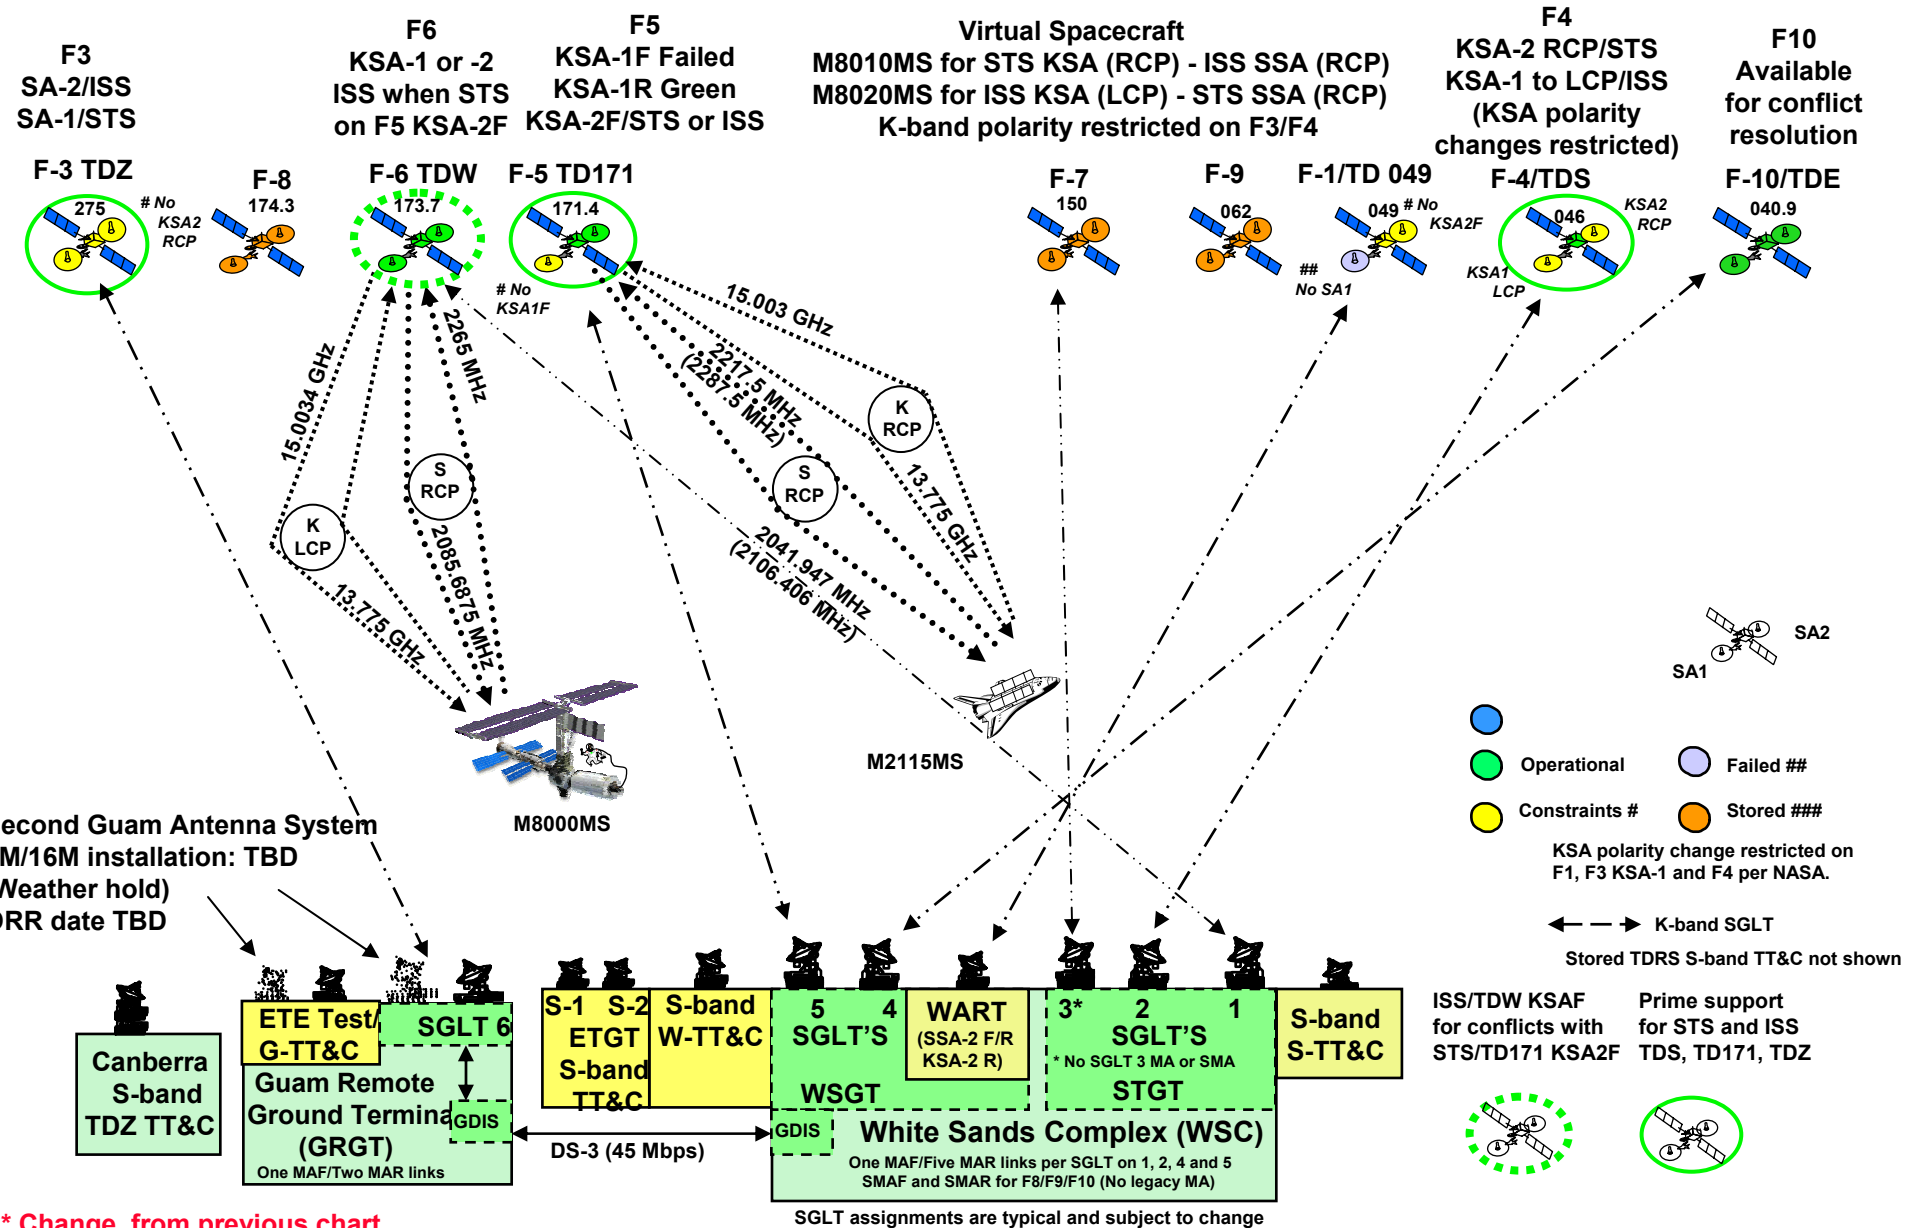 F3
SA-2/ISS
SA-1/STS
F6
KSA-1 or -2
ISS when STS
on F5 KSA-2F
F5
KSA-1F Failed
KSA-1R Green
KSA-2F/STS or ISS
Virtual Spacecraft
M8010MS for STS KSA (RCP) - ISS SSA (RCP)
M8020MS for ISS KSA (LCP) - STS SSA (RCP)
K-band polarity restricted on F3/F4
F4
KSA-2 RCP/STS
KSA-1 to LCP/ISS
(KSA polarity
changes restricted)
F10
Available
for conflict
resolution
F-3 TDZ
275
# No
KSA2
RCP
F-8
174.3
F-6 TDW
173.7
F-5 TD171
171.4
# No
KSA1F
F-7
150
F-9
062
F-1/TD 049
049
# No
KSA2F
##
No SA1
F-4/TDS
046
KSA2
RCP
KSA1
LCP
F-10/TDE
040.9
15.0034 GHz
2265 MHz
K
LCP
S
RCP
13.775 GHz
2085.6875 MHz
15.003 GHz
2217.5 MHz
(2287.5 MHz)
K
RCP
S
RCP
13.775 GHz
2041.947 MHz
(2106.406 MHz)
M8000MS
M2115MS
SA2
SA1
Operational
Failed ##
Constraints #
Stored ###
KSA polarity change restricted on
F1, F3 KSA-1 and F4 per NASA.
K-band SGLT
Stored TDRS S-band TT&C not shown
ISS/TDW KSAF
for conflicts with
STS/TD171 KSA2F
Prime support
for STS and ISS
TDS, TD171, TDZ
econd Guam Antenna System
M/16M installation: TBD
Weather hold)
ORR date TBD
Canberra
S-band
TDZ TT&C
ETE Test/
G-TT&C
SGLT 6
Guam Remote
Ground Termina
(GRGT)
GDIS
One MAF/Two MAR links
DS-3 (45 Mbps)
S-1 S-2
ETGT
S-band
TT&C
S-band
W-TT&C
5 4
SGLT'S
WSGT
WART
(SSA-2 F/R
KSA-2 R)
3* 2 1
SGLT'S
* No SGLT 3 MA or SMA
STGT
S-band
S-TT&C
GDIS
White Sands Complex (WSC)
One MAF/Five MAR links per SGLT on 1, 2, 4 and 5
SMAF and SMAR for F8/F9/F10 (No legacy MA)
SGLT assignments are typical and subject to change
* Change from previous chart